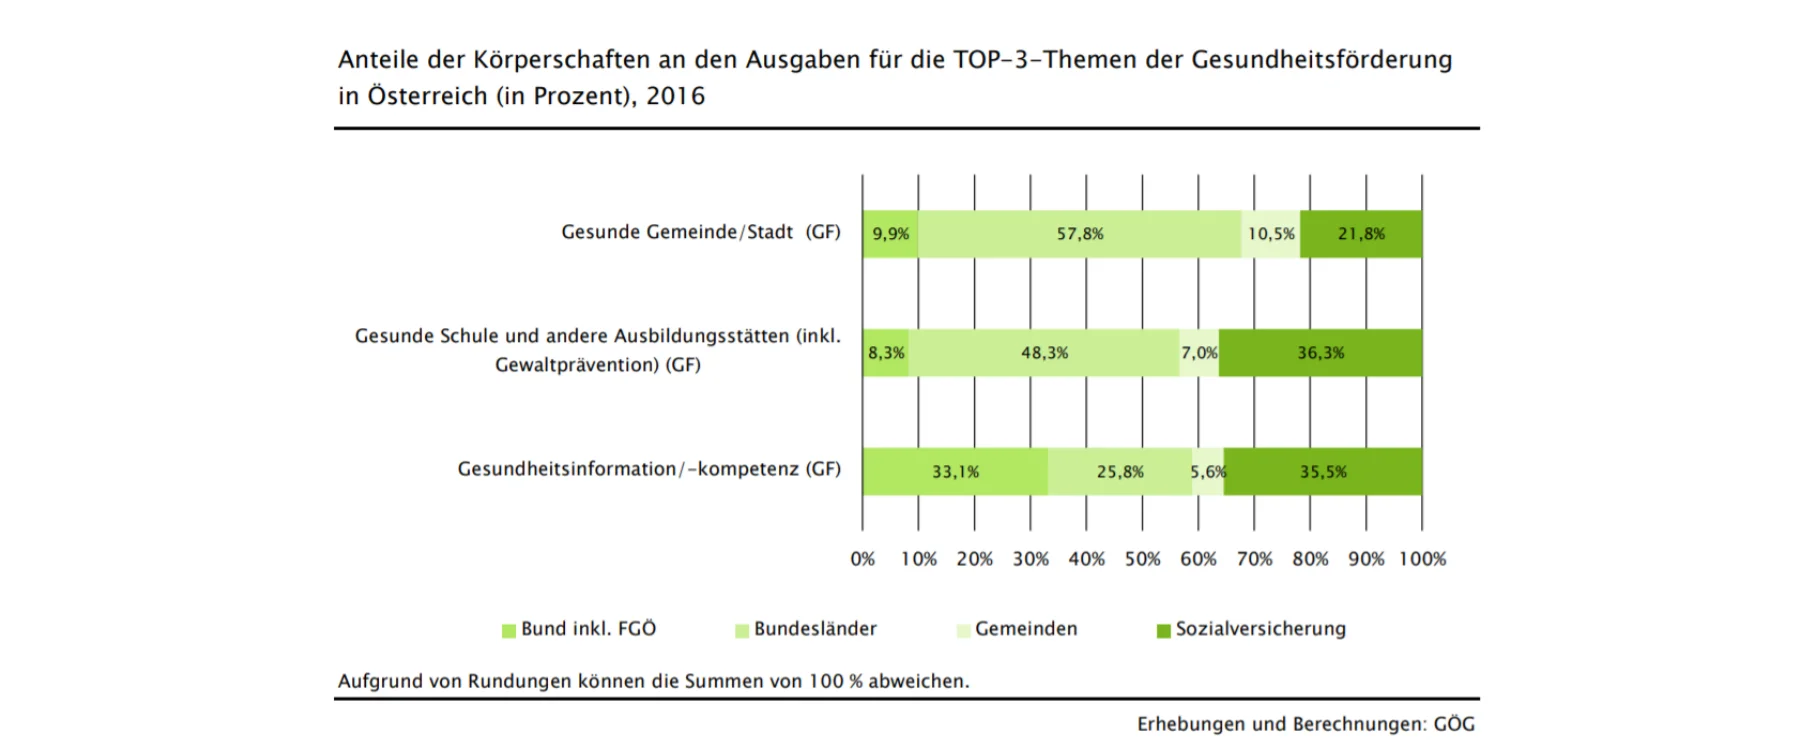 Anteile der Körperschaften an den Ausgaben für die TOP-3-Themen der Gesundheitsförderung
in Österreich (in Prozent), 2016
Gesunde Gemeinde/Stadt (GF)
9,9% 57,8% 10,5% 21,8%
Gesunde Schule und andere Ausbildungsstätten (inkl.
Gewaltprävention) (GF)
8,3% 48,3% 7,0% 36,3%
Gesundheitsinformation/-kompetenz (GF)
33,1% 25,8% 5,6% 35,5%
0% 10% 20% 30% 40% 50% 60% 70% 80% 90% 100%
Bund inkl. FGÖ Bundesländer Gemeinden Sozialversicherung
Aufgrund von Rundungen können die Summen von 100 % abweichen.
Erhebungen und Berechnungen: GÖG